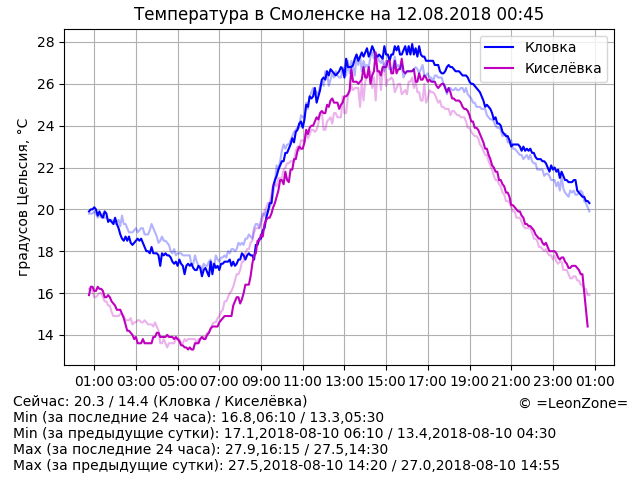 Температура в Смоленске на 12.08.2018 00:45
градусов Цельсия, °C
28
26
24
22
20
18
16
14
Кловка
Киселёвка
01:00 03:00 05:00 07:00 09:00 11:00 13:00 15:00 17:00 19:00 21:00 23:00 01:00
Сейчас: 20.3 / 14.4 (Кловка / Киселёвка)
© =LeonZone=
Min (за последние 24 часа): 16.8,06:10 / 13.3,05:30
Min (за предыдущие сутки): 17.1,2018-08-10 06:10 / 13.4,2018-08-10 04:30
Max (за последние 24 часа): 27.9,16:15 / 27.5,14:30
Max (за предыдущие сутки): 27.5,2018-08-10 14:20 / 27.0,2018-08-10 14:55